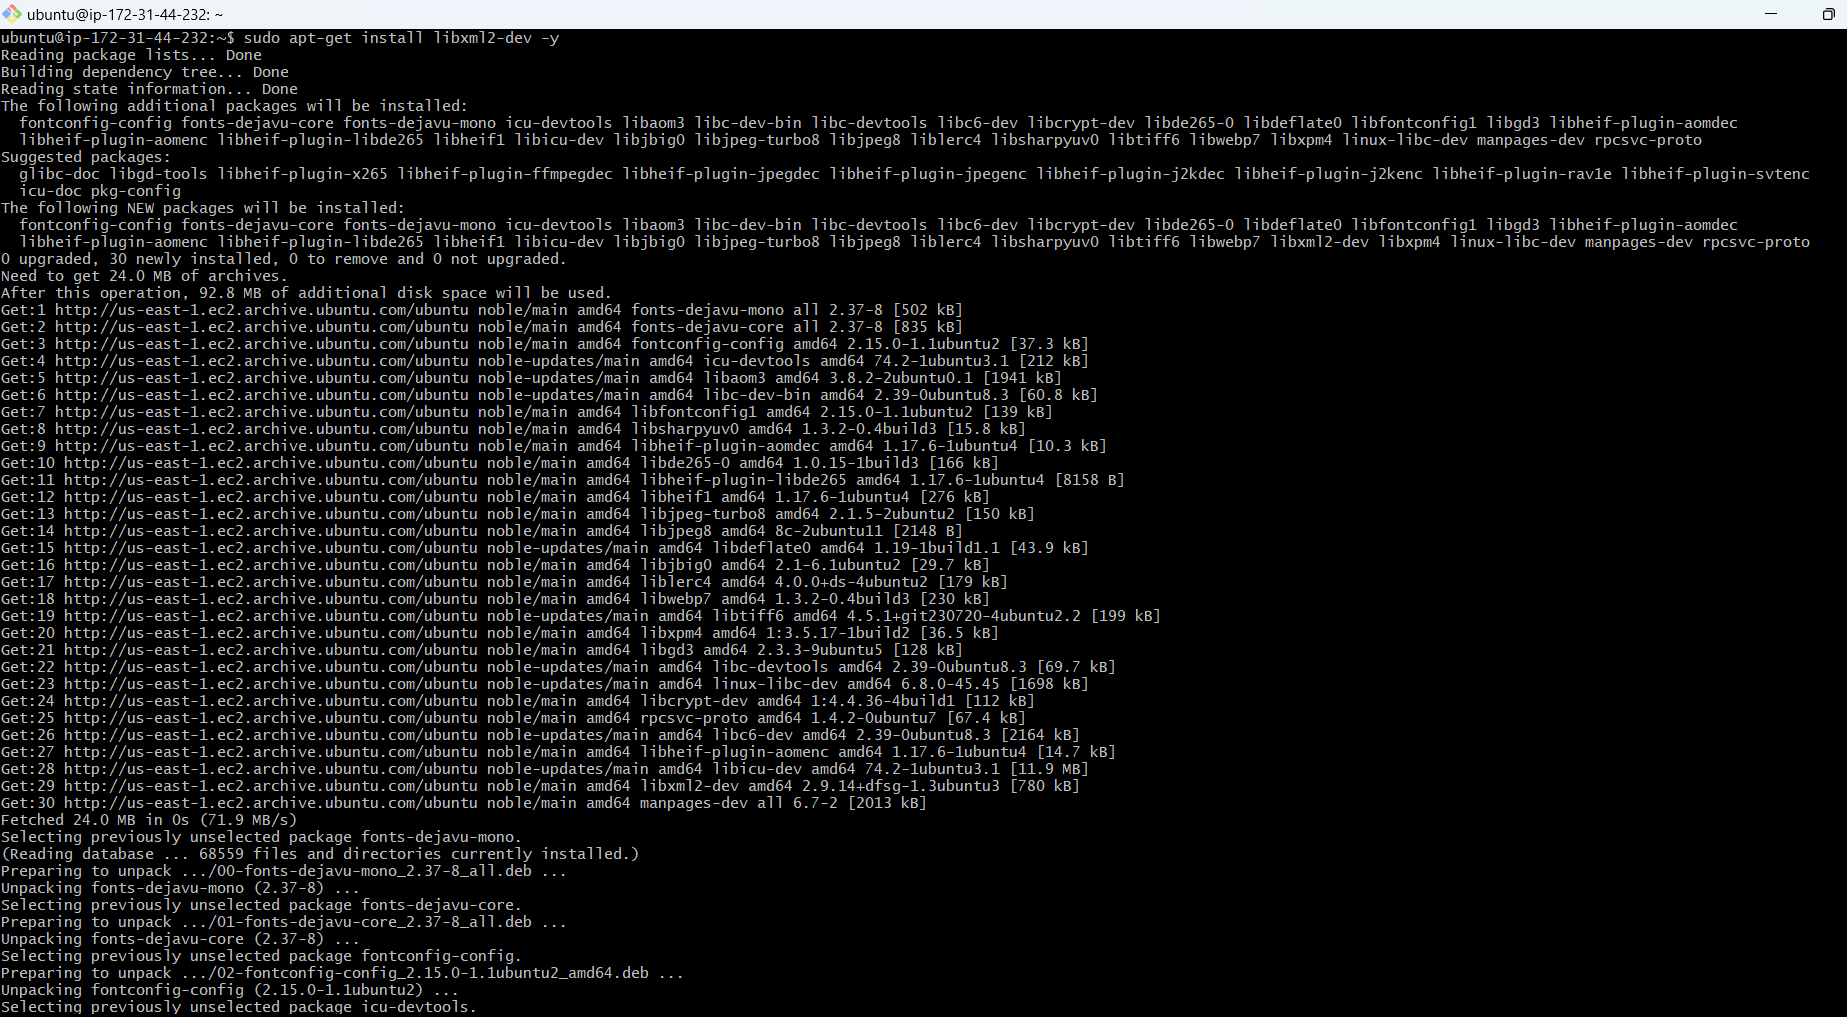 ubuntu@ip-172-31-44-232: ~
ubuntu@ip-172-31-44-232:~$ sudo apt-get install libxml2-dev -y
Reading package lists... Done
Building dependency tree... Done
Reading state information... Done
The following additional packages will be installed:
  fontconfig-config fonts-dejavu-core fonts-dejavu-mono icu-devtools libaom3 libc-dev-bin libc-devtools libc6-dev libcrypt-dev libde265-0 libdeflate0 libfontconfig1 libgd3 libheif-plugin-aomdec
  libheif-plugin-aomenc libheif-plugin-libde265 libheif1 libicu-dev libjbig0 libjpeg-turbo8 libjpeg8 liblerc4 libsharpyuv0 libtiff6 libwebp7 libxpm4 linux-libc-dev manpages-dev rpcsvc-proto
Suggested packages:
  glibc-doc libgd-tools libheif-plugin-x265 libheif-plugin-ffmpegdec libheif-plugin-jpegdec libheif-plugin-jpegenc libheif-plugin-j2kdec libheif-plugin-j2kenc libheif-plugin-rav1e libheif-plugin-svtenc
  icu-doc pkg-config
The following NEW packages will be installed:
  fontconfig-config fonts-dejavu-core fonts-dejavu-mono icu-devtools libaom3 libc-dev-bin libc-devtools libc6-dev libcrypt-dev libde265-0 libdeflate0 libfontconfig1 libgd3 libheif-plugin-aomdec
  libheif-plugin-aomenc libheif-plugin-libde265 libheif1 libicu-dev libjbig0 libjpeg-turbo8 libjpeg8 liblerc4 libsharpyuv0 libtiff6 libwebp7 libxml2-dev libxpm4 linux-libc-dev manpages-dev rpcsvc-proto
0 upgraded, 30 newly installed, 0 to remove and 0 not upgraded.
Need to get 24.0 MB of archives.
After this operation, 92.8 MB of additional disk space will be used.
Get:1 http://us-east-1.ec2.archive.ubuntu.com/ubuntu noble/main amd64 fonts-dejavu-mono all 2.37-8 [502 kB]
Get:2 http://us-east-1.ec2.archive.ubuntu.com/ubuntu noble/main amd64 fonts-dejavu-core all 2.37-8 [835 kB]
Get:3 http://us-east-1.ec2.archive.ubuntu.com/ubuntu noble/main amd64 fontconfig-config amd64 2.15.0-1.1ubuntu2 [37.3 kB]
Get:4 http://us-east-1.ec2.archive.ubuntu.com/ubuntu noble-updates/main amd64 icu-devtools amd64 74.2-1ubuntu3.1 [212 kB]
Get:5 http://us-east-1.ec2.archive.ubuntu.com/ubuntu noble-updates/main amd64 libaom3 amd64 3.8.2-2ubuntu0.1 [1941 kB]
Get:6 http://us-east-1.ec2.archive.ubuntu.com/ubuntu noble-updates/main amd64 libc-dev-bin amd64 2.39-0ubuntu8.3 [60.8 kB]
Get:7 http://us-east-1.ec2.archive.ubuntu.com/ubuntu noble/main amd64 libfontconfig1 amd64 2.15.0-1.1ubuntu2 [139 kB]
Get:8 http://us-east-1.ec2.archive.ubuntu.com/ubuntu noble/main amd64 libsharpyuv0 amd64 1.3.2-0.4build3 [15.8 kB]
Get:9 http://us-east-1.ec2.archive.ubuntu.com/ubuntu noble/main amd64 libheif-plugin-aomdec amd64 1.17.6-1ubuntu4 [10.3 kB]
Get:10 http://us-east-1.ec2.archive.ubuntu.com/ubuntu noble/main amd64 libde265-0 amd64 1.0.15-1build3 [166 kB]
Get:11 http://us-east-1.ec2.archive.ubuntu.com/ubuntu noble/main amd64 libheif-plugin-libde265 amd64 1.17.6-1ubuntu4 [8158 B]
Get:12 http://us-east-1.ec2.archive.ubuntu.com/ubuntu noble/main amd64 libheif1 amd64 1.17.6-1ubuntu4 [276 kB]
Get:13 http://us-east-1.ec2.archive.ubuntu.com/ubuntu noble/main amd64 libjpeg-turbo8 amd64 2.1.5-2ubuntu2 [150 kB]
Get:14 http://us-east-1.ec2.archive.ubuntu.com/ubuntu noble/main amd64 libjpeg8 amd64 8c-2ubuntu11 [2148 B]
Get:15 http://us-east-1.ec2.archive.ubuntu.com/ubuntu noble-updates/main amd64 libdeflate0 amd64 1.19-1build1.1 [43.9 kB]
Get:16 http://us-east-1.ec2.archive.ubuntu.com/ubuntu noble/main amd64 libjbig0 amd64 2.1-6.1ubuntu2 [29.7 kB]
Get:17 http://us-east-1.ec2.archive.ubuntu.com/ubuntu noble/main amd64 liblerc4 amd64 4.0.0+ds-4ubuntu2 [179 kB]
Get:18 http://us-east-1.ec2.archive.ubuntu.com/ubuntu noble/main amd64 libwebp7 amd64 1.3.2-0.4build3 [230 kB]
Get:19 http://us-east-1.ec2.archive.ubuntu.com/ubuntu noble-updates/main amd64 libtiff6 amd64 4.5.1+git230720-4ubuntu2.2 [199 kB]
Get:20 http://us-east-1.ec2.archive.ubuntu.com/ubuntu noble/main amd64 libxpm4 amd64 1:3.5.17-1build2 [36.5 kB]
Get:21 http://us-east-1.ec2.archive.ubuntu.com/ubuntu noble/main amd64 libgd3 amd64 2.3.3-9ubuntu5 [128 kB]
Get:22 http://us-east-1.ec2.archive.ubuntu.com/ubuntu noble-updates/main amd64 libc-devtools amd64 2.39-0ubuntu8.3 [69.7 kB]
Get:23 http://us-east-1.ec2.archive.ubuntu.com/ubuntu noble-updates/main amd64 linux-libc-dev amd64 6.8.0-45.45 [1698 kB]
Get:24 http://us-east-1.ec2.archive.ubuntu.com/ubuntu noble/main amd64 libcrypt-dev amd64 1:4.4.36-4build1 [112 kB]
Get:25 http://us-east-1.ec2.archive.ubuntu.com/ubuntu noble/main amd64 rpcsvc-proto amd64 1.4.2-0ubuntu7 [67.4 kB]
Get:26 http://us-east-1.ec2.archive.ubuntu.com/ubuntu noble-updates/main amd64 libc6-dev amd64 2.39-0ubuntu8.3 [2164 kB]
Get:27 http://us-east-1.ec2.archive.ubuntu.com/ubuntu noble/main amd64 libheif-plugin-aomenc amd64 1.17.6-1ubuntu4 [14.7 kB]
Get:28 http://us-east-1.ec2.archive.ubuntu.com/ubuntu noble-updates/main amd64 libicu-dev amd64 74.2-1ubuntu3.1 [11.9 MB]
Get:29 http://us-east-1.ec2.archive.ubuntu.com/ubuntu noble/main amd64 libxml2-dev amd64 2.9.14+dfsg-1.3ubuntu3 [780 kB]
Get:30 http://us-east-1.ec2.archive.ubuntu.com/ubuntu noble/main amd64 manpages-dev all 6.7-2 [2013 kB]
Fetched 24.0 MB in 0s (71.9 MB/s)
Selecting previously unselected package fonts-dejavu-mono.
(Reading database ... 68559 files and directories currently installed.)
Preparing to unpack .../00-fonts-dejavu-mono_2.37-8_all.deb ...
Unpacking fonts-dejavu-mono (2.37-8) ...
Selecting previously unselected package fonts-dejavu-core.
Preparing to unpack .../01-fonts-dejavu-core_2.37-8_all.deb ...
Unpacking fonts-dejavu-core (2.37-8) ...
Selecting previously unselected package fontconfig-config.
Preparing to unpack .../02-fontconfig-config_2.15.0-1.1ubuntu2_amd64.deb ...
Unpacking fontconfig-config (2.15.0-1.1ubuntu2) ...
Selecting previously unselected package icu-devtools.